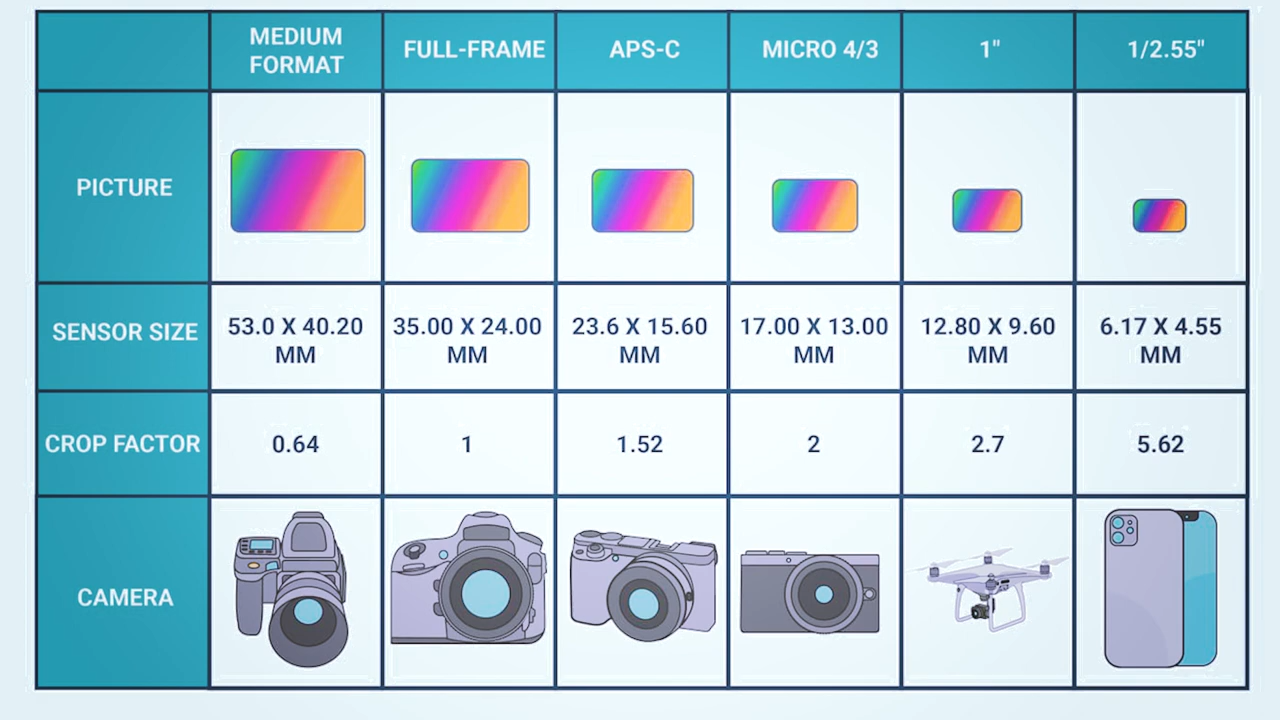 MEDIUM
FORMAT
FULL-FRAME
APS-C
MICRO 4/3
1"
1/2.55"
PICTURE
SENSOR SIZE
53.0 X 40.20
MM
35.00 X 24.00
MM
23.6 X 15.60
MM
17.00 X 13.00
MM
12.80 X 9.60
MM
6.17 X 4.55
MM
CROP FACTOR
0.64
1
1.52
2
2.7
5.62
CAMERA